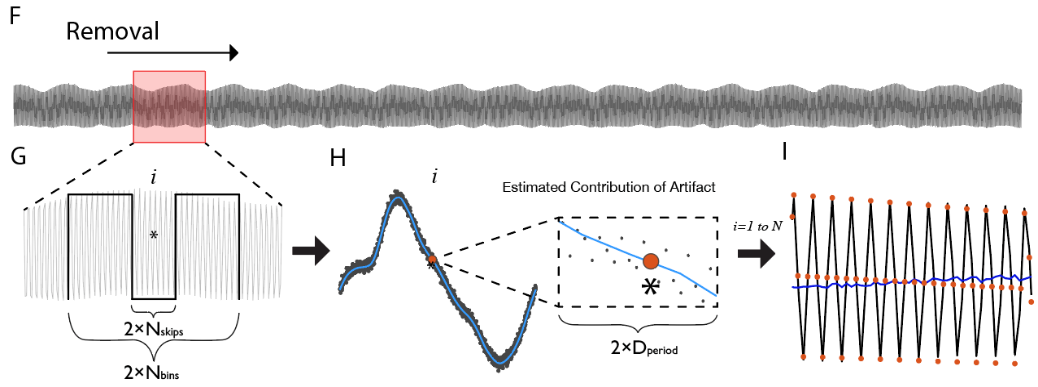 F
Removal
G
H
I
i
i
Estimated Contribution of Artifact
i=1 to N
*
*
2×Nskips
2×Nbins
2×Dperiod